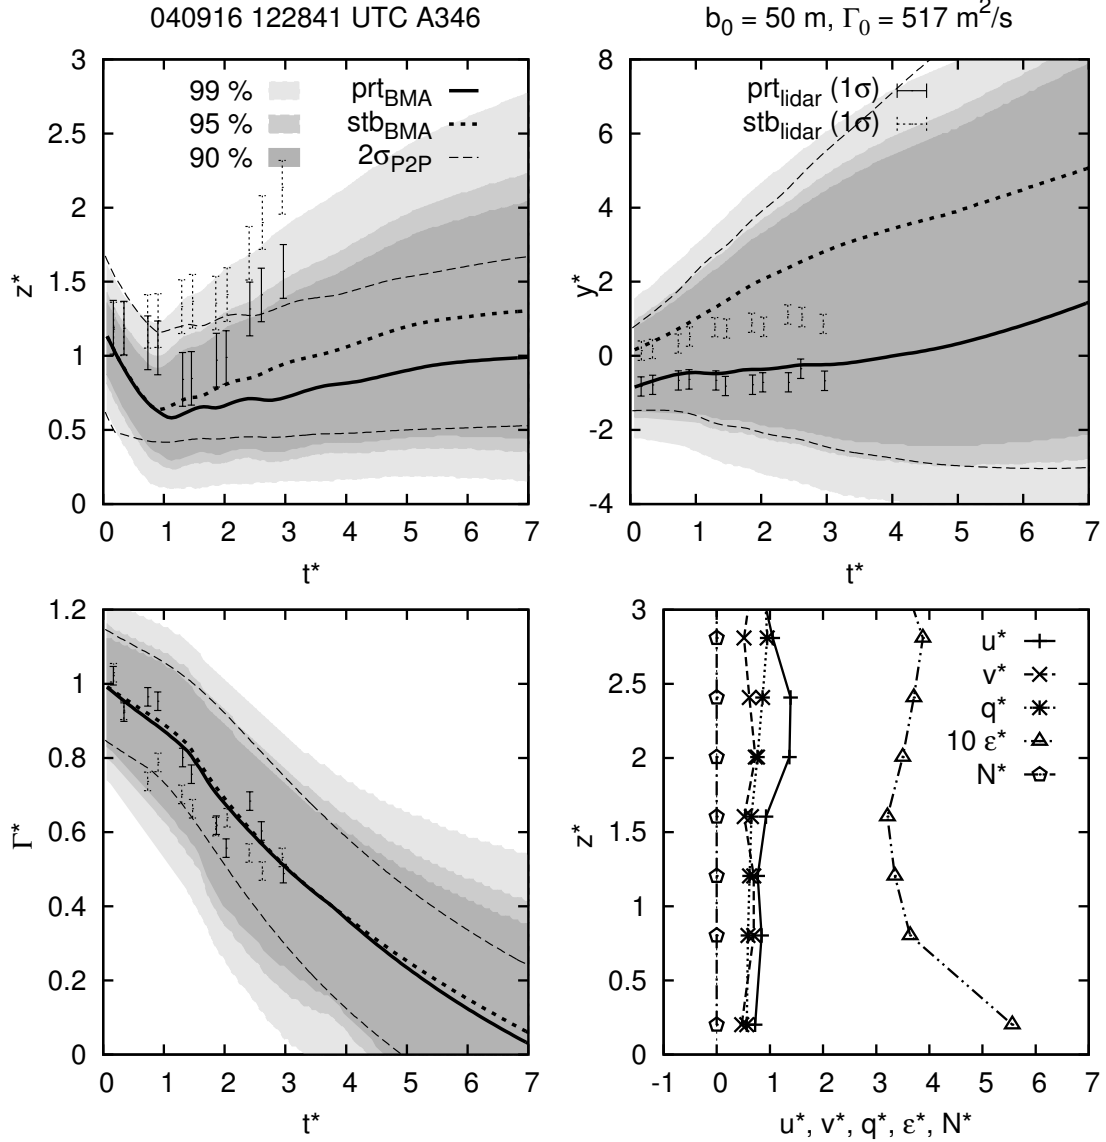 040916 122841 UTC A346
b₀ = 50 m, Γ₀ = 517 m²/s
3
2.5
2
1.5
1
0.5
0
z*
99 %
95 %
90 %
prt_BMA
stb_BMA
2σ_P2P
0 1 2 3 4 5 6 7
t*
8
6
4
2
0
-2
-4
y*
prt_lidar (1σ)
stb_lidar (1σ)
0 1 2 3 4 5 6 7
t*
1.2
1
0.8
0.6
0.4
0.2
0
Γ*
0 1 2 3 4 5 6 7
t*
3
2.5
2
1.5
1
0.5
0
z*
u*
v*
q*
10 ε*
N*
-1 0 1 2 3 4 5 6 7
u*, v*, q*, ε*, N*